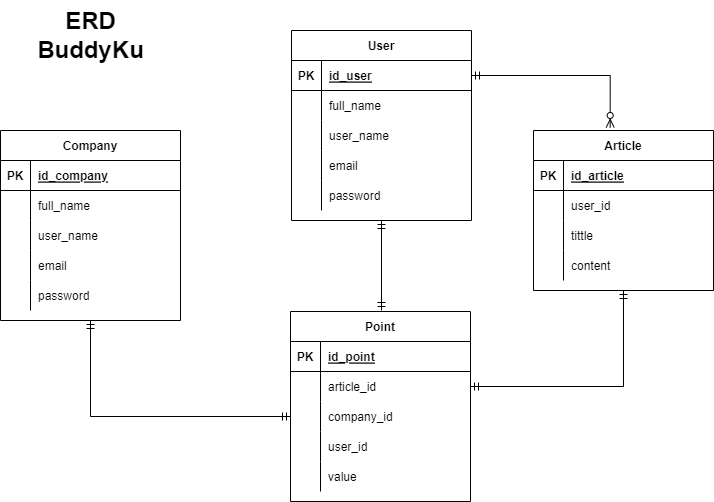 ERD
BuddyKu
User
PK id_user
full_name
user_name
email
password
Company
PK id_company
full_name
user_name
email
password
Article
PK id_article
user_id
tittle
content
Point
PK id_point
article_id
company_id
user_id
value